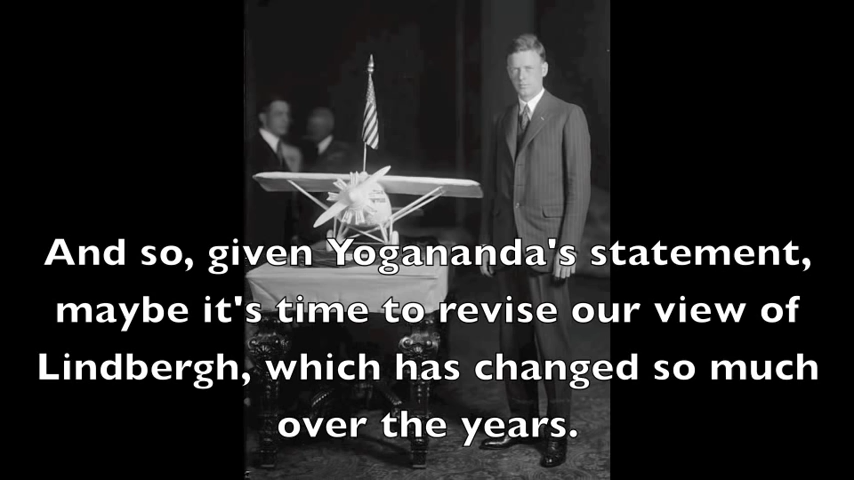 And so, given Yogananda's statement,
maybe it's time to revise our view of
Lindbergh, which has changed so much
over the years.